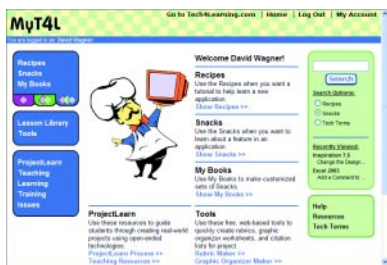 MyT4L
Go to Tech4Learning.com | Home | Log Out | My Account
You are logged in as: David Wagner
Recipes
Snacks
My Books
Lesson Library
Tools
ProjectLearn
Teaching
Learning
Training
Issues
Welcome David Wagner!
Recipes
Use the Recipes when you want a
tutorial to help learn a new
application.
Show Recipes >>
Snacks
Use the Snacks when you want to
learn about a feature in an
application.
Show Snacks >>
My Books
Use My Books to make customized
sets of Snacks.
Show My Books >>
ProjectLearn
Use these resources to guide
students through creating real-world
projects using open-ended
technologies.
ProjectLearn Process >>
Teaching Resources >>
Tools
Use these free, web-based tools to
quickly create rubrics, graphic
organizer worksheets, and citation
lists for project.
Rubric Maker >>
Graphic Organizer Maker >>
Search
Search Options:
Recipes
Snacks
Tech Terms
Recently Viewed:
Inspiration 7.5
Change the Design...
Excel 2003
Add a Comment to ...
Help
Resources
Tech Terms